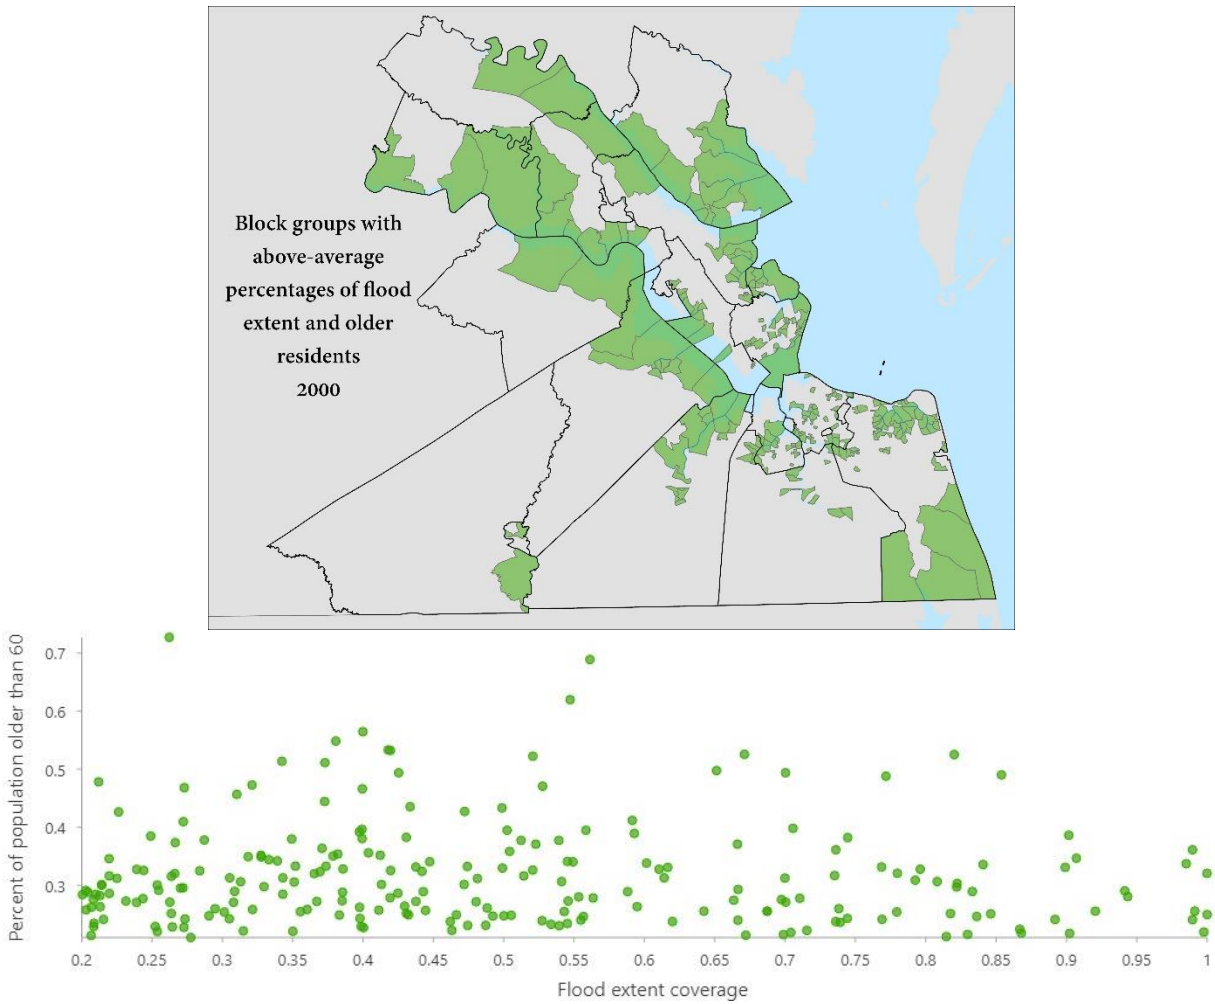 Block groups with
above-average
percentages of flood
extent and older
residents
2000
Percent of population older than 60
0.7
0.6
0.5
0.4
0.3
0.2 0.25 0.3 0.35 0.4 0.45 0.5 0.55 0.6 0.65 0.7 0.75 0.8 0.85 0.9 0.95 1
Flood extent coverage